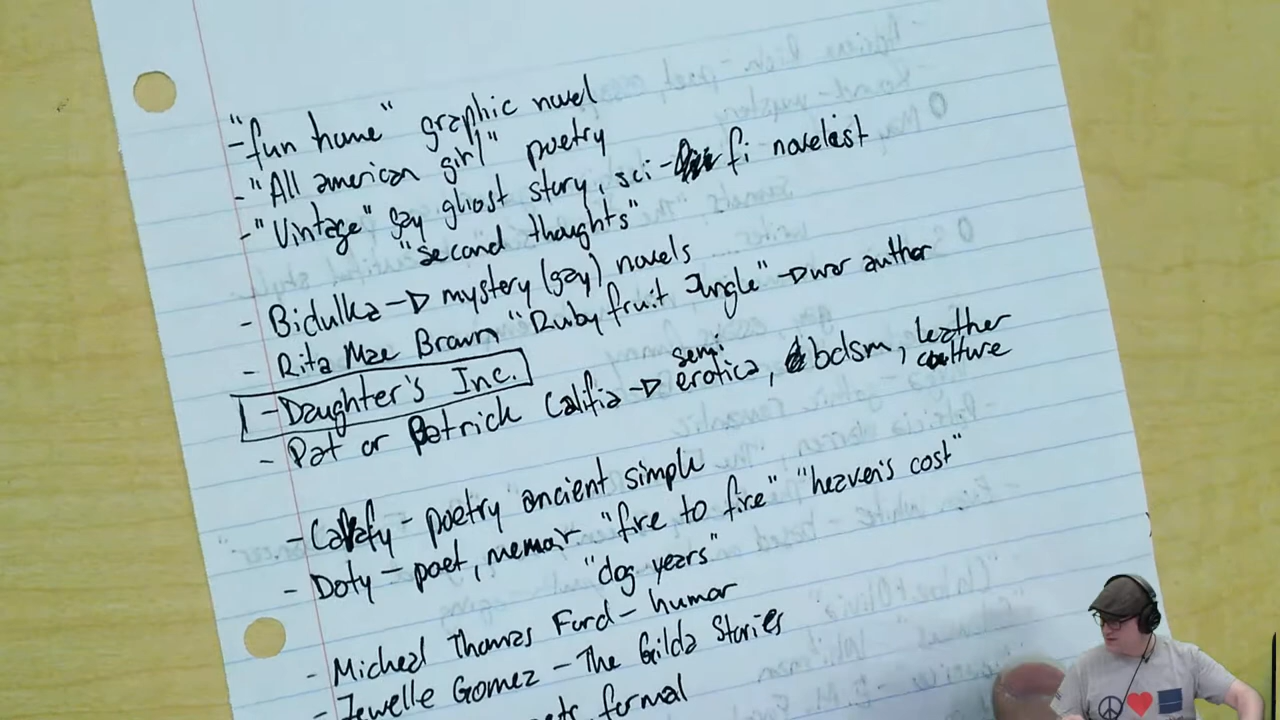 - "fun home" graphic novel
- "All american girl" poetry
- "Vintage" gay ghost story, sci-fi novelist
"second thoughts"
- Bidulka → mystery (gay) novels
- Rita Mae Brown "Ruby fruit Jungle" → war author
- Daughter's Inc.
- Pat or Patrick Califia → semi erotica, bdsm, leather culture
- Cavafy - poetry ancient simple
- Doty - poet, memoir "fire to fire" "heaven's cost"
"dog years"
- Micheal Thomas Ford - humor
- Jewelle Gomez - The Gilda Stories
formal